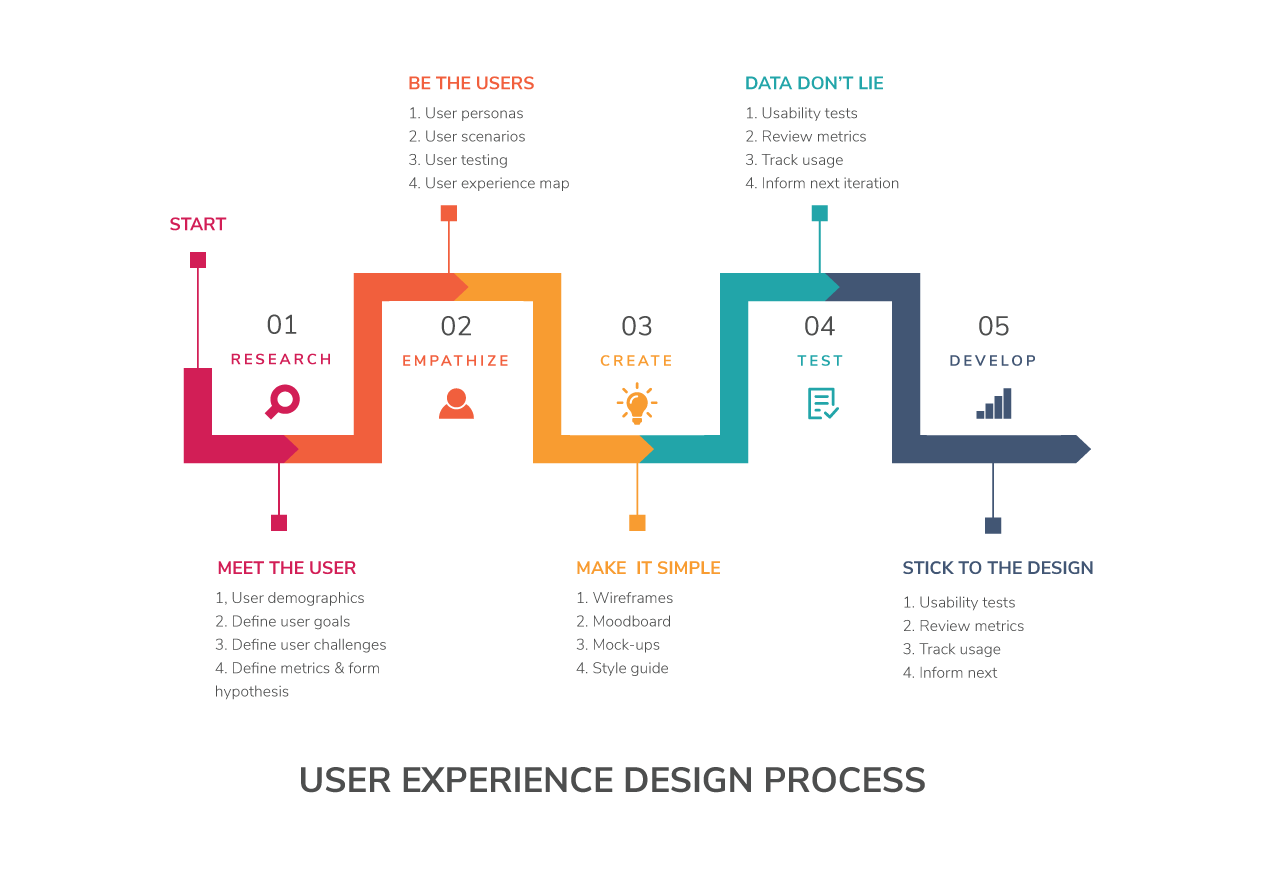 BE THE USERS
1. User personas
2. User scenarios
3. User testing
4. User experience map
DATA DON'T LIE
1. Usability tests
2. Review metrics
3. Track usage
4. Inform next iteration
START
01
RESEARCH
02
EMPATHIZE
03
CREATE
04
TEST
05
DEVELOP
MEET THE USER
1, User demographics
2. Define user goals
3. Define user challenges
4. Define metrics & form
hypothesis
MAKE  IT SIMPLE
1. Wireframes
2. Moodboard
3. Mock-ups
4. Style guide
STICK TO THE DESIGN
1. Usability tests
2. Review metrics
3. Track usage
4. Inform next
USER EXPERIENCE DESIGN PROCESS